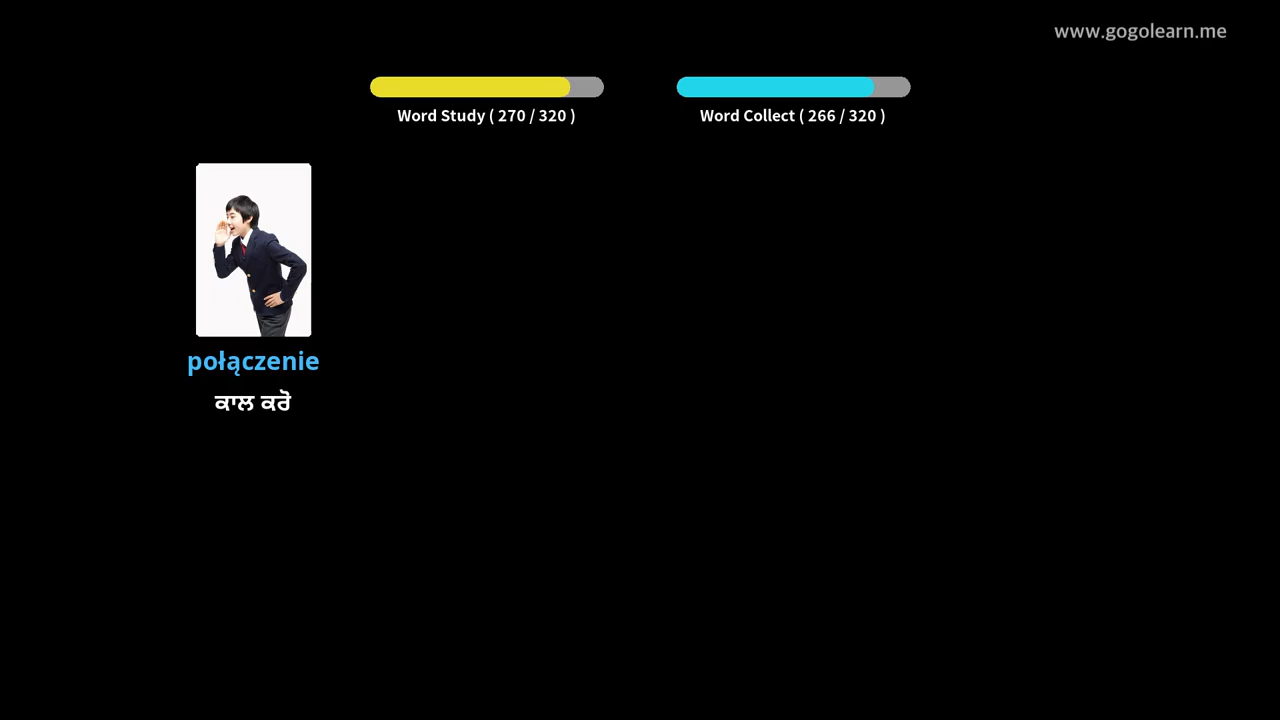 www.gogolearn.me
Word Study ( 270 / 320 )
Word Collect ( 266 / 320 )
połączenie
ਕਾਲ ਕਰੋ